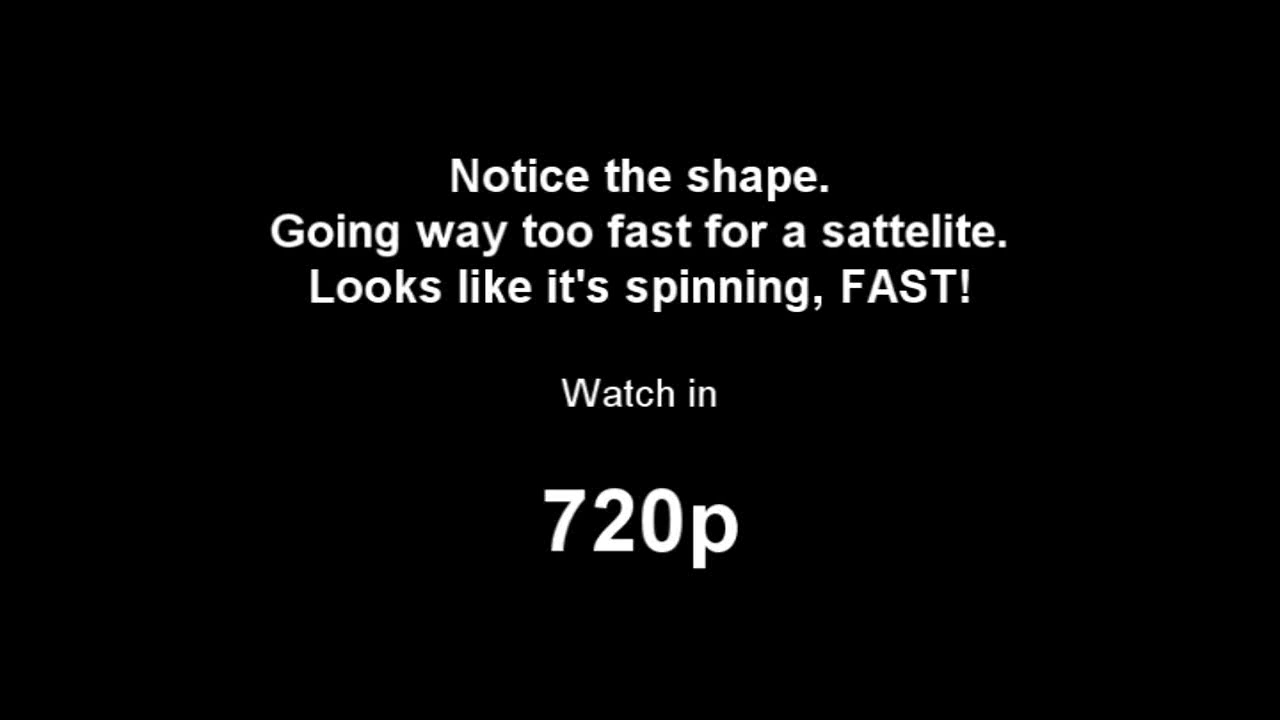 Notice the shape.
Going way too fast for a sattelite.
Looks like it's spinning, FAST!
Watch in
720p